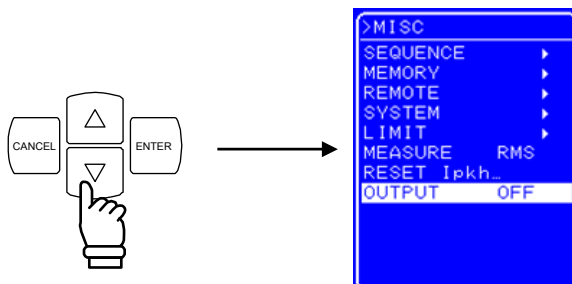 CANCEL
ENTER
>MISC
SEQUENCE
MEMORY
REMOTE
SYSTEM
LIMIT
MEASURE RMS
RESET Ipkh…
OUTPUT OFF